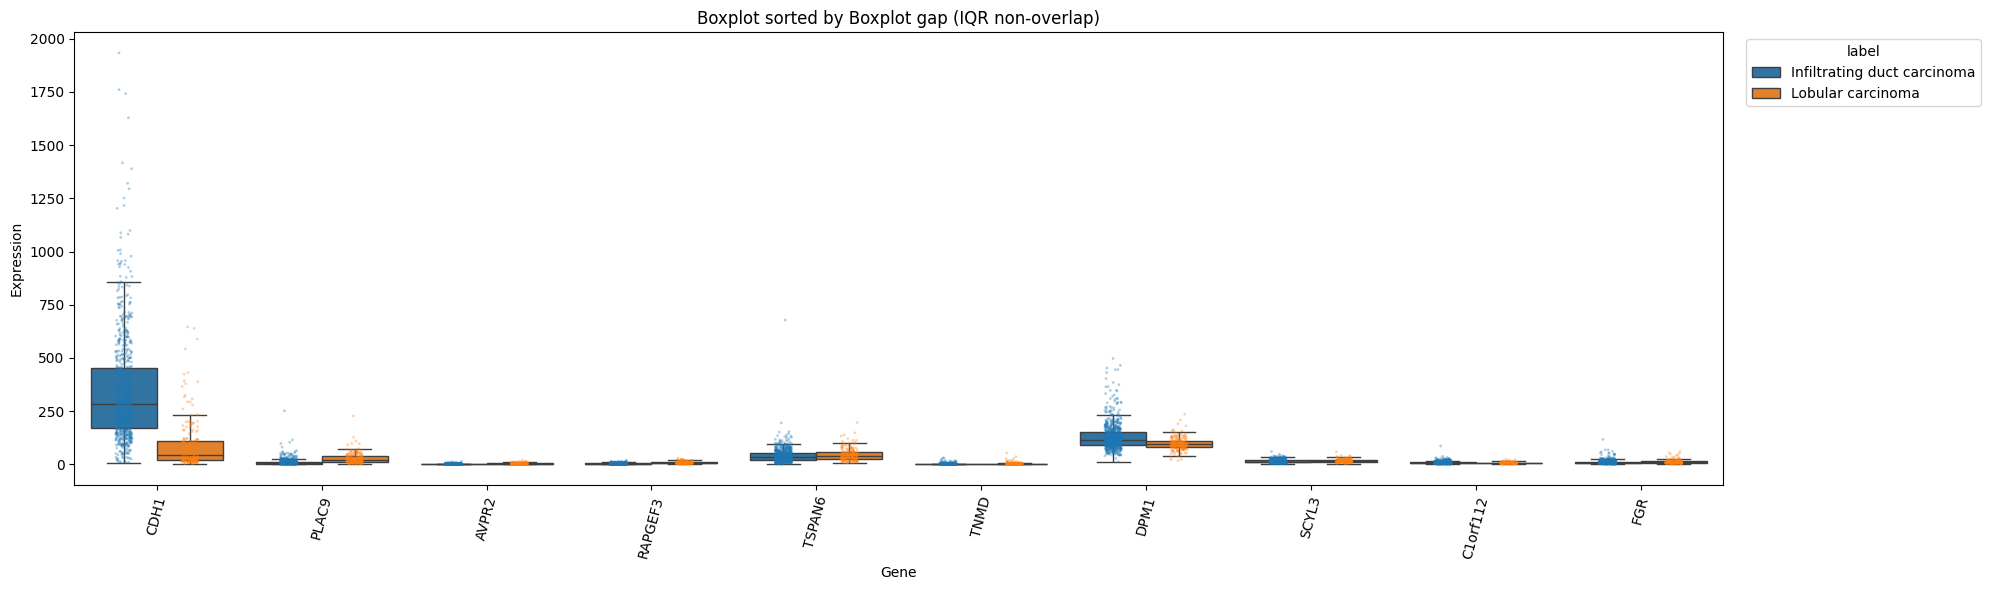 Boxplot sorted by Boxplot gap (IQR non-overlap)
label
Infiltrating duct carcinoma
Lobular carcinoma
Expression
2000
1750
1500
1250
1000
750
500
250
0
CDH1
PLAC9
AVPR2
RAPGEF3
TSPAN6
TNMD
DPM1
SCYL3
C1orf112
FGR
Gene